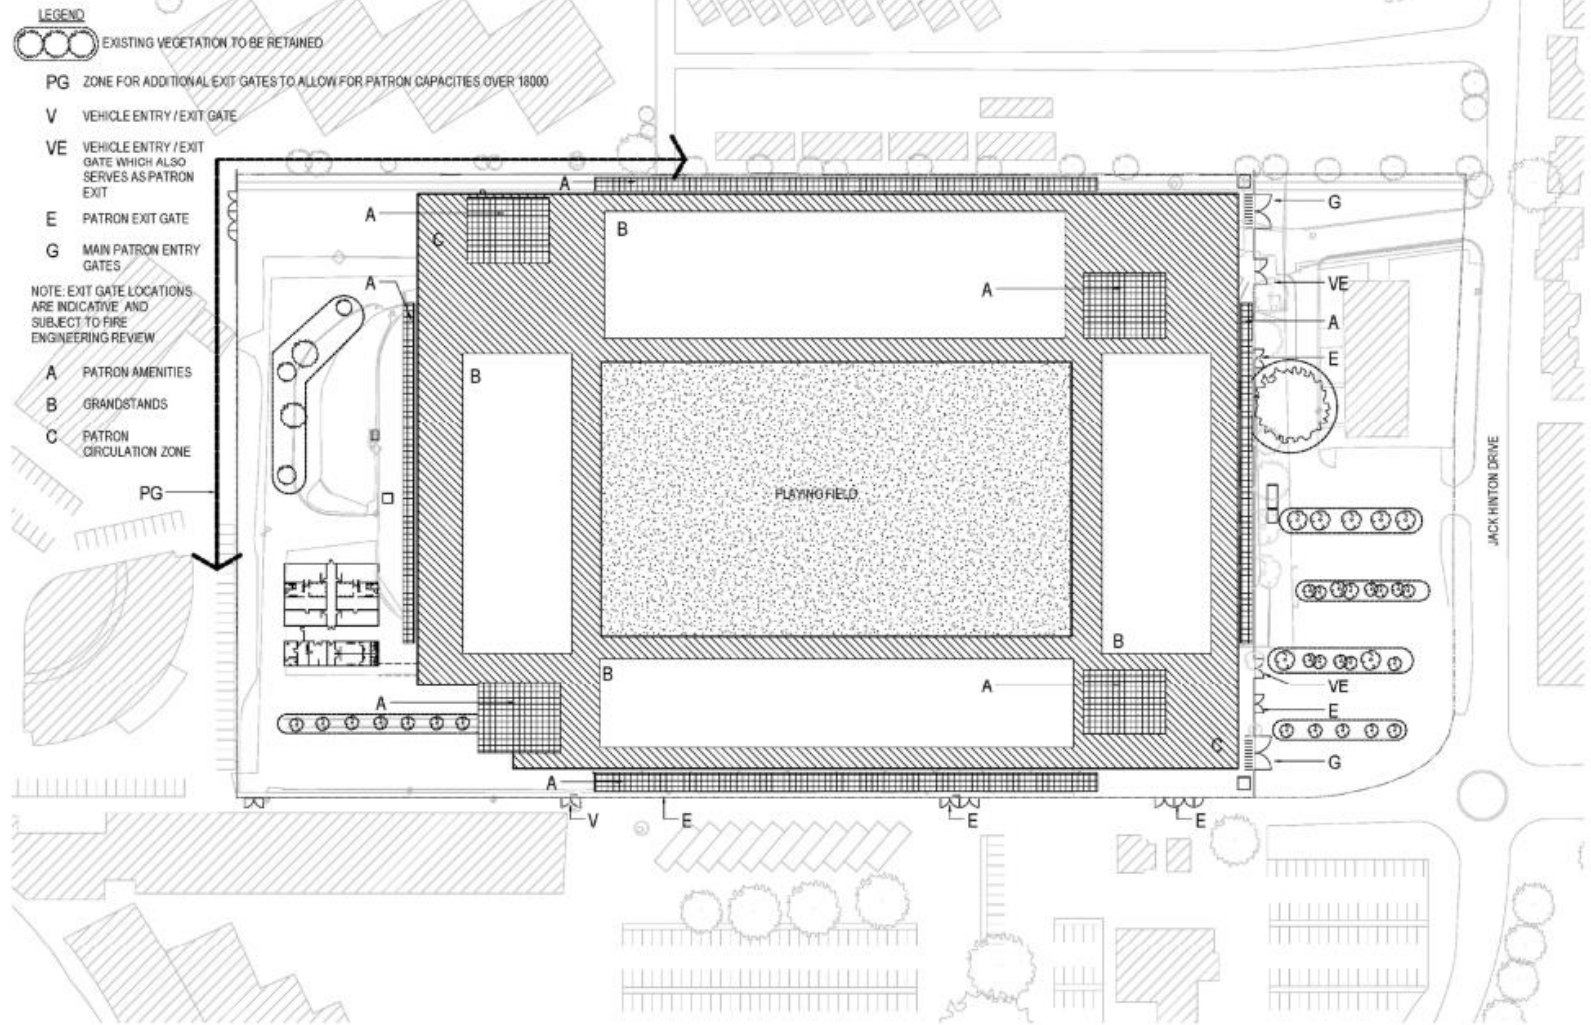 LEGEND
EXISTING VEGETATION TO BE RETAINED
PG ZONE FOR ADDITIONAL EXIT GATES TO ALLOW FOR PATRON CAPACITIES OVER 18000
V VEHICLE ENTRY / EXIT GATE
VE VEHICLE ENTRY / EXIT
GATE WHICH ALSO
SERVES AS PATRON
EXIT
E PATRON EXIT GATE
G MAIN PATRON ENTRY
GATES
NOTE: EXIT GATE LOCATIONS
ARE INDICATIVE AND
SUBJECT TO FIRE
ENGINEERING REVIEW
A PATRON AMENITIES
B GRANDSTANDS
C PATRON
CIRCULATION ZONE
PG
A
A
C
B
G
A
A
VE
A
E
B
PLAYING FIELD
JACK HINTON DRIVE
B
B
A
VE
A
E
C
G
A
V
E
E
E